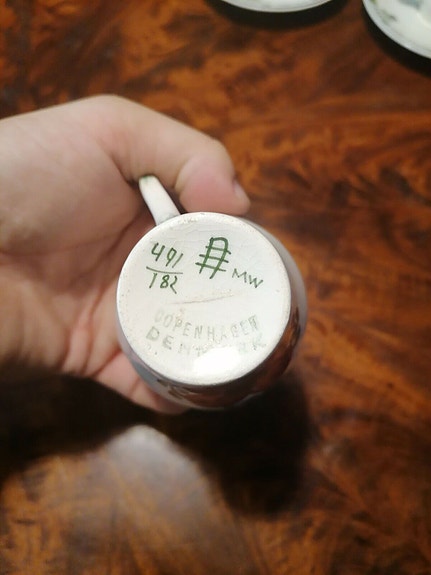 491
182
MW
COPENHAGEN
DENMARK